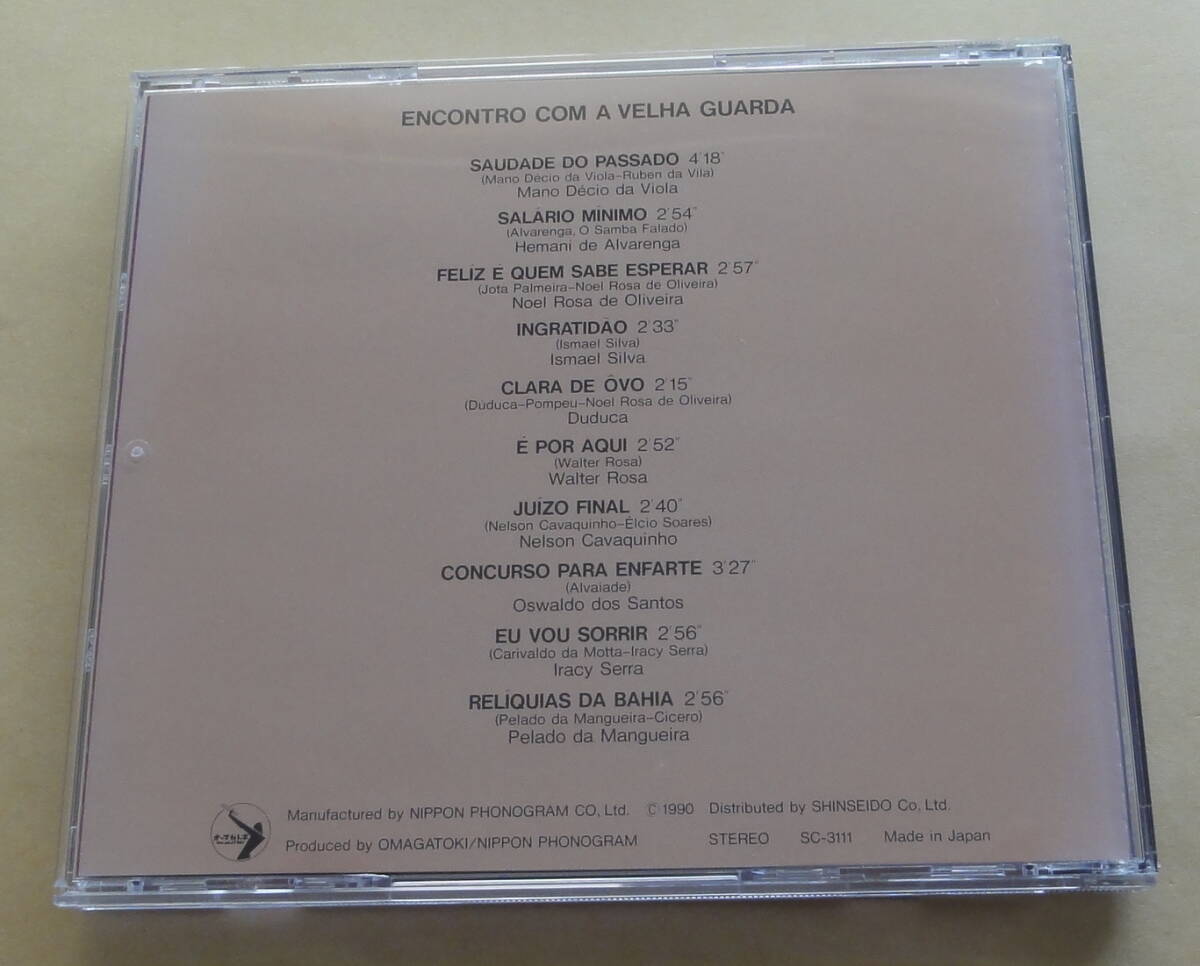 ENCONTRO COM A VELHA GUARDA
SAUDADE DO PASSADO 4'18"
(Mano Décio da Viola-Ruben da Vila)
Mano Décio da Viola
SALÁRIO MÍNIMO 2'54"
(Alvarenga, O Samba Falado)
Hemani de Alvarenga
FELÍZ É QUEM SABE ESPERAR 2'57"
(Jota Palmeira-Noel Rosa de Oliveira)
Noel Rosa de Oliveira
INGRATIDÃO 2'33"
(Ismael Silva)
Ismael Silva
CLARA DE ÔVO 2'15"
(Duduca-Pompeu-Noel Rosa de Oliveira)
Duduca
É POR AQUI 2'52"
(Walter Rosa)
Walter Rosa
JUÍZO FINAL 2'40"
(Nelson Cavaquinho-Élcio Soares)
Nelson Cavaquinho
CONCURSO PARA ENFARTE 3'27"
(Alvaiade)
Oswaldo dos Santos
EU VOU SORRIR 2'56"
(Carivaldo da Motta-Iracy Serra)
Iracy Serra
RELÍQUIAS DA BAHIA 2'56"
(Pelado da Mangueira-Cicero)
Pelado da Mangueira
Manufactured by NIPPON PHONOGRAM CO, Ltd. © 1990 Distributed by SHINSEIDO Co, Ltd.
Produced by OMAGATOKI/NIPPON PHONOGRAM STEREO SC-3111 Made in Japan